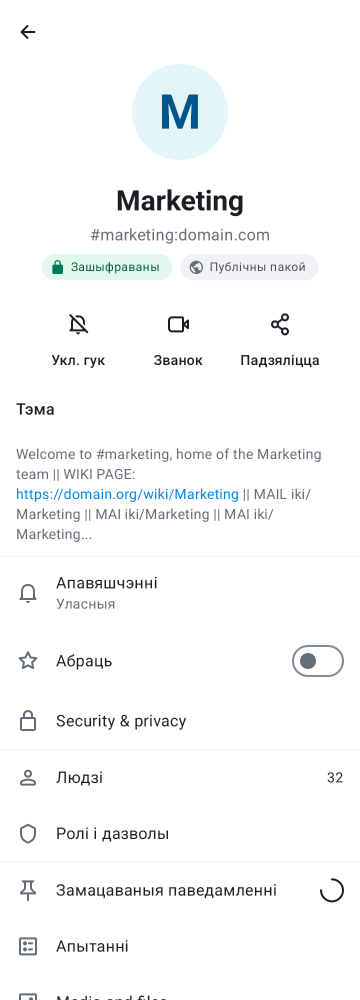 M
Marketing
#marketing:domain.com
Зашыфраваны
Публічны пакой
Укл. гук
Званок
Падзяліцца
Тэма
Welcome to #marketing, home of the Marketing
team || WIKI PAGE:
https://domain.org/wiki/Marketing || MAIL iki/
Marketing || MAI iki/Marketing || MAI iki/
Marketing...
Апавяшчэнні
Уласныя
Абраць
Security & privacy
Людзі 32
Ролі і дазволы
Замацаваныя паведамленні
Апытанні
Media and files